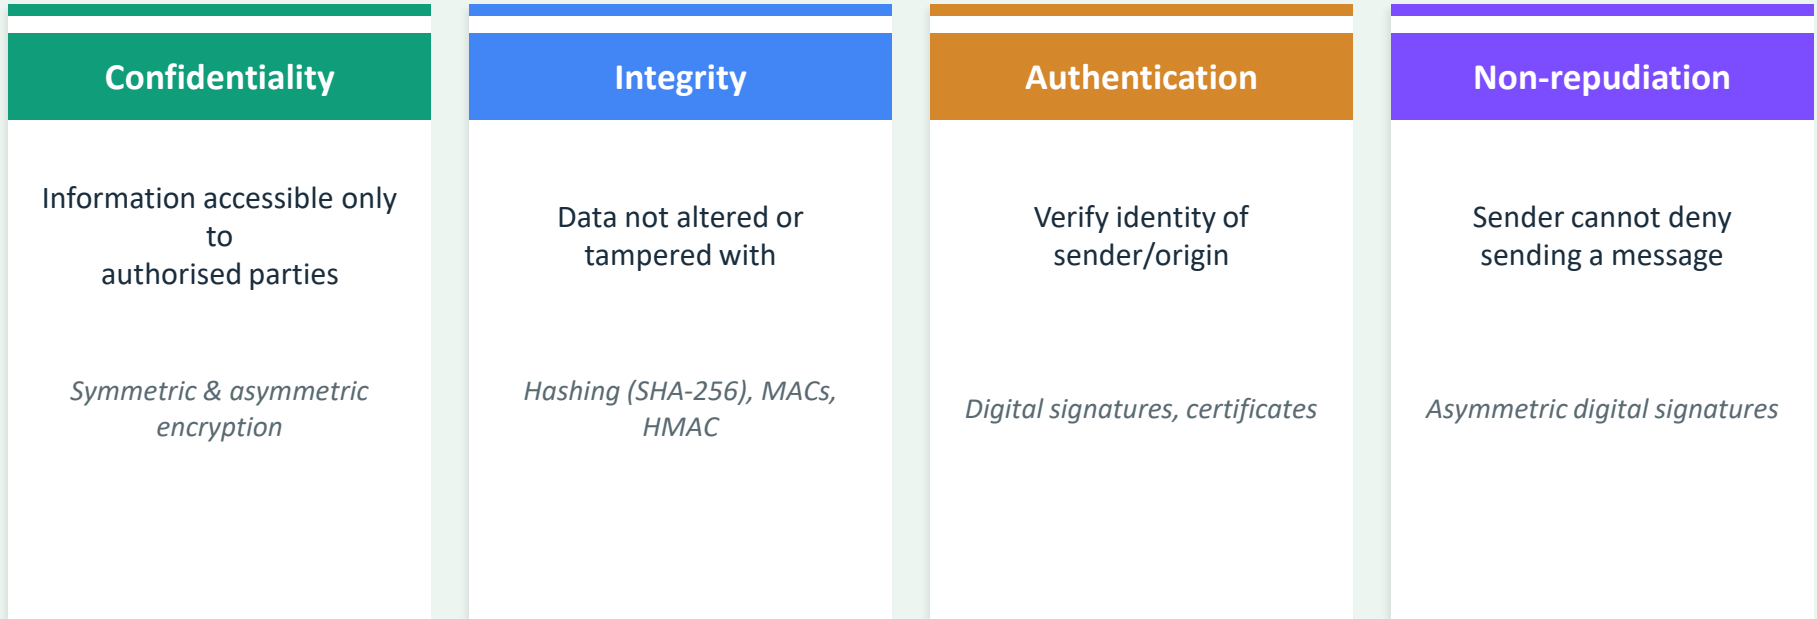 Confidentiality
Information accessible only
to
authorised parties
Symmetric & asymmetric
encryption
Integrity
Data not altered or
tampered with
Hashing (SHA-256), MACs,
HMAC
Authentication
Verify identity of
sender/origin
Digital signatures, certificates
Non-repudiation
Sender cannot deny
sending a message
Asymmetric digital signatures